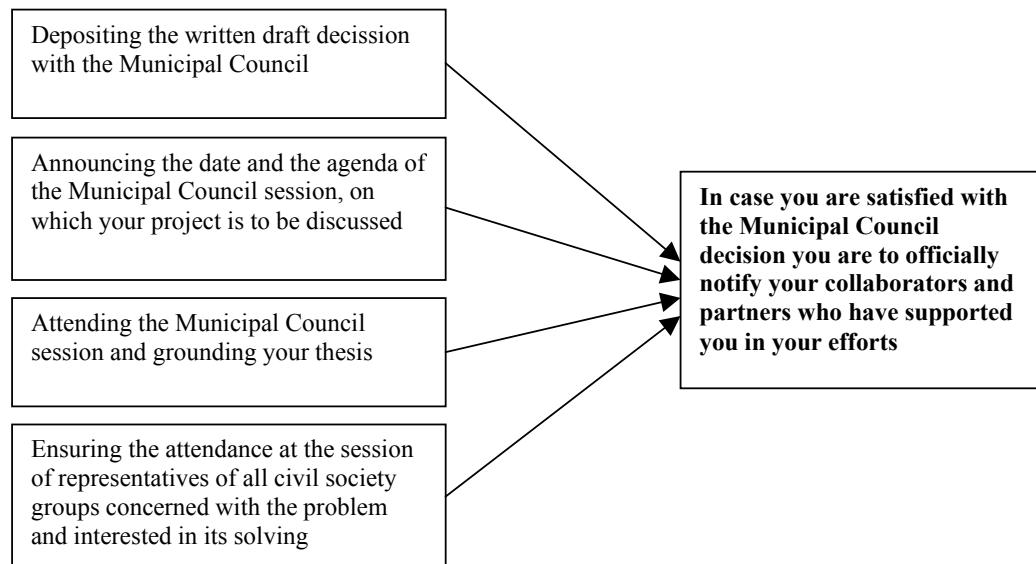 Depositing the written draft decission
with the Municipal Council
Announcing the date and the agenda of
the Municipal Council session, on
which your project is to be discussed
Attending the Municipal Council
session and grounding your thesis
Ensuring the attendance at the session
of representatives of all civil society
groups concerned with the problem
and interested in its solving
In case you are satisfied with
the Municipal Council
decision you are to officially
notify your collaborators and
partners who have supported
you in your efforts